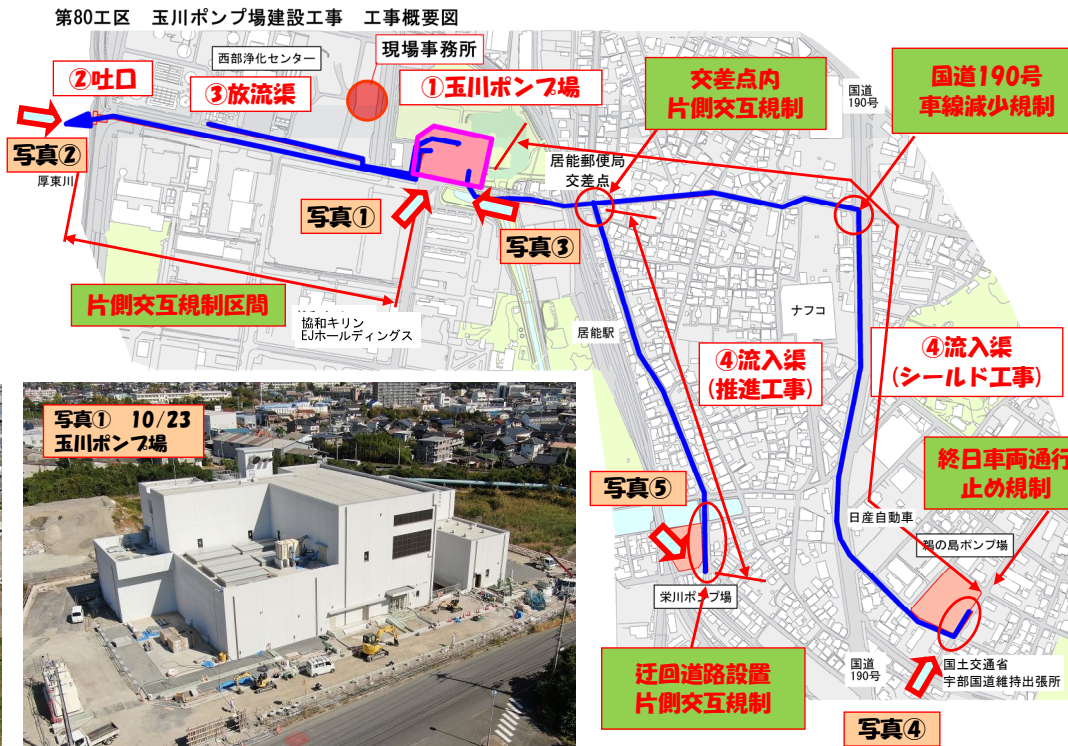 第80工区　玉川ポンプ場建設工事　工事概要図
西部浄化センター
現場事務所
②吐口
③放流渠
①玉川ポンプ場
交差点内
片側交互規制
国道
190号
国道190号
車線減少規制
写真②
厚東川
居能郵便局
交差点
写真①
写真③
片側交互規制区間
協和キリン
EJホールディングス
居能駅
ナフコ
④流入渠
(推進工事)
④流入渠
(シールド工事)
写真①　10/23
玉川ポンプ場
終日車両通行
止め規制
写真⑤
日産自動車
鵜の島ポンプ場
栄川ポンプ場
迂回道路設置
片側交互規制
国道
190号
国土交通省
宇部国道維持出張所
写真④